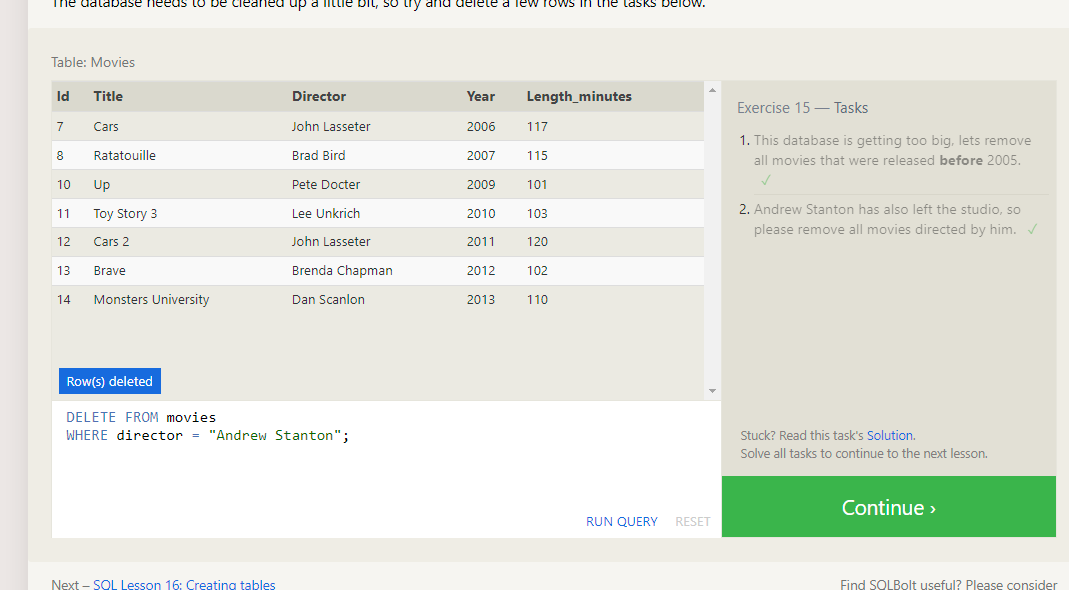 The database needs to be cleaned up a little bit, so try and delete a few rows in the tasks below.
Table: Movies
Id Title Director Year Length_minutes
7 Cars John Lasseter 2006 117
8 Ratatouille Brad Bird 2007 115
10 Up Pete Docter 2009 101
11 Toy Story 3 Lee Unkrich 2010 103
12 Cars 2 John Lasseter 2011 120
13 Brave Brenda Chapman 2012 102
14 Monsters University Dan Scanlon 2013 110
Row(s) deleted
DELETE FROM movies
WHERE director = "Andrew Stanton";
RUN QUERY RESET
Exercise 15 — Tasks
1. This database is getting too big, lets remove
all movies that were released before 2005.
✓
2. Andrew Stanton has also left the studio, so
please remove all movies directed by him. ✓
Stuck? Read this task's Solution.
Solve all tasks to continue to the next lesson.
Continue ›
Next – SQL Lesson 16: Creating tables
Find SQLBolt useful? Please consider